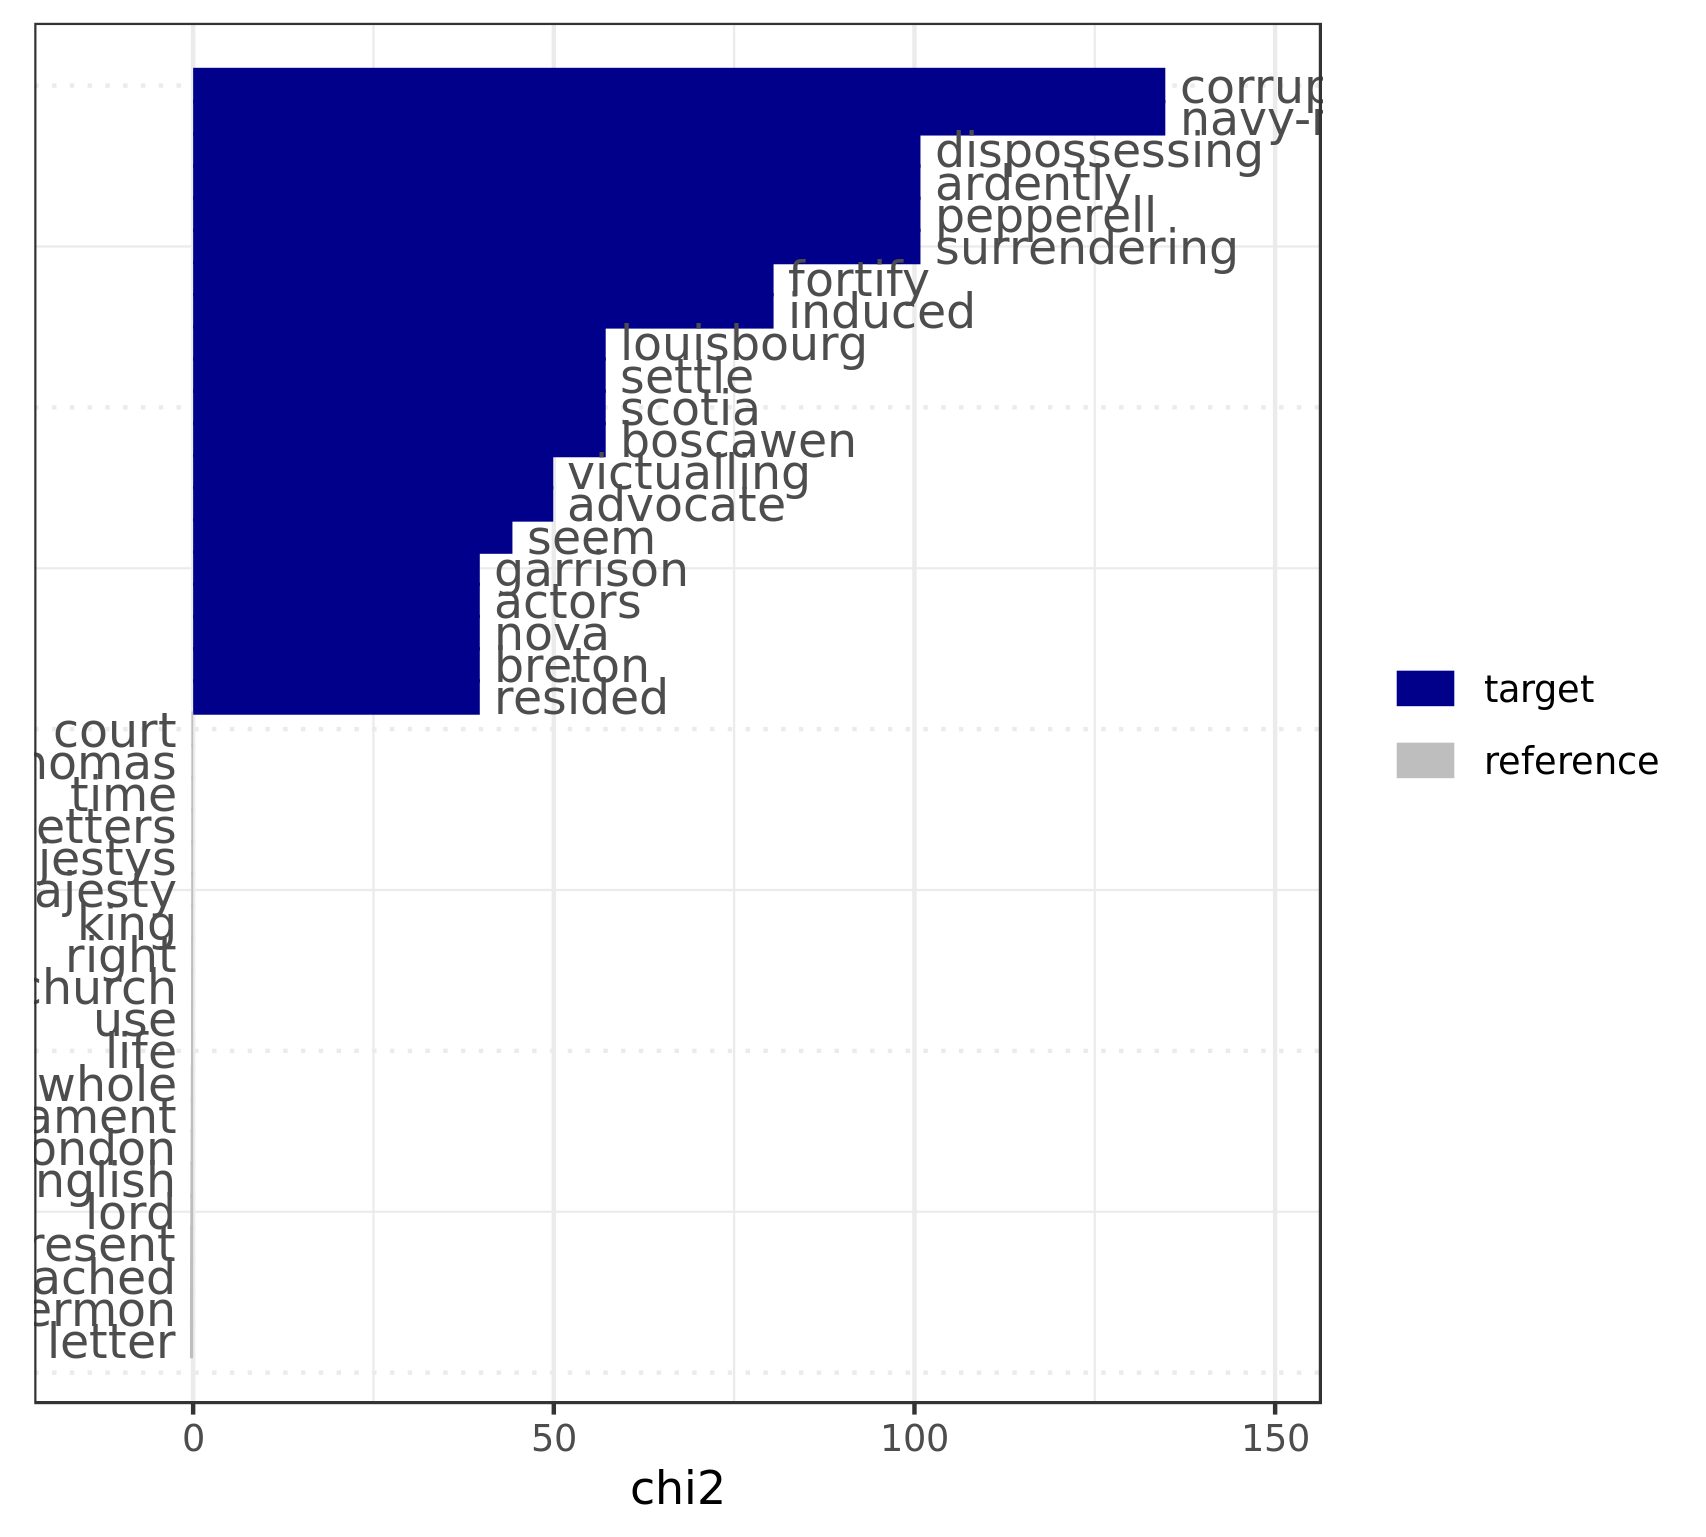 corrup
navy-
dispossessing
ardently
pepperell
surrendering
fortify
induced
louisbourg
settle
scotia
boscawen
victualling
advocate
seem
garrison
actors
nova
breton
resided
court
homas
time
etters
jestys
ajesty
king
right
church
use
life
whole
ament
ondon
nglish
lord
resent
ached
ermon
letter
target
reference
0 50 100 150
chi2